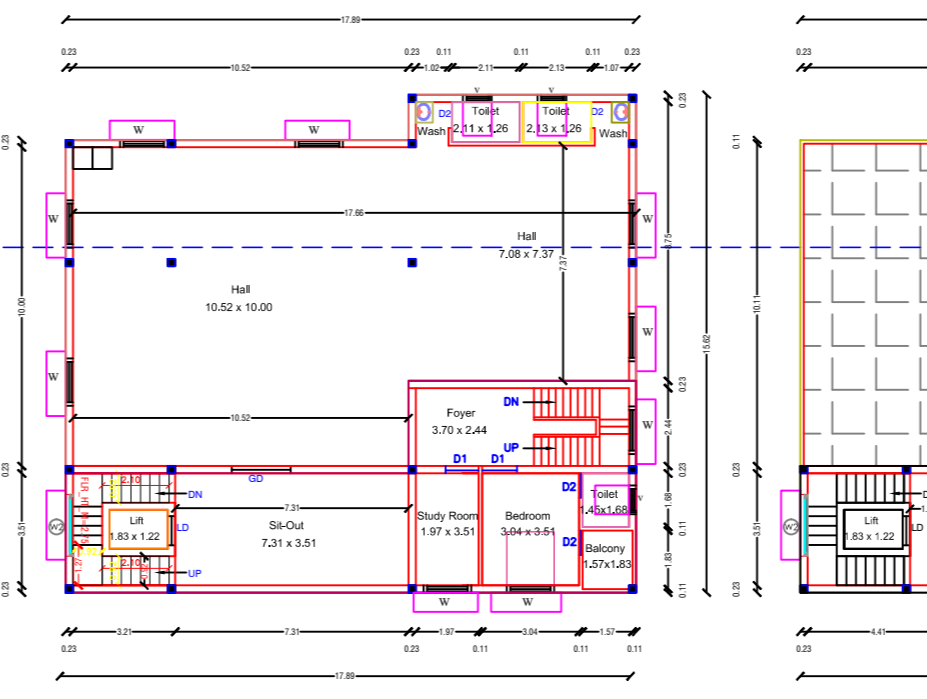 17.89
0.23
0.23 0.11 0.11 0.23
10.52 1.02 2.11 2.13 1.07
V V
D2 Toilet Toilet D2
Wash 2.11 x 1.26 2.13 x 1.26 Wash
0.23
0.23
0.11
W W
W
17.66
W
Hall
7.08 x 7.37
7.37
8.75
Hall
10.52 x 10.00
10.00
10.11
15.62
W
W
0.23
10.52
Foyer
3.70 x 2.44
DN
UP
W
2.44
D1 D1
0.23
0.23
0.23
GD
2.10
DN
D2
Toilet
1.45x1.68
V
1.68
7.31
W2
Lift
1.83 x 1.22
LD
Sit-Out
7.31 x 3.51
Study Room
1.97 x 3.51
Bedroom
3.04 x 3.51
D2
Balcony
1.57x1.83
0.11
1.83
3.51
3.51
W2
Lift
1.83 x 1.22
LD
1.27
2.10
UP
0.23
0.11
0.23
W W
3.21 7.31 1.97 3.04 1.57
4.41
0.23 0.23 0.11 0.11 0.11
0.23
17.89